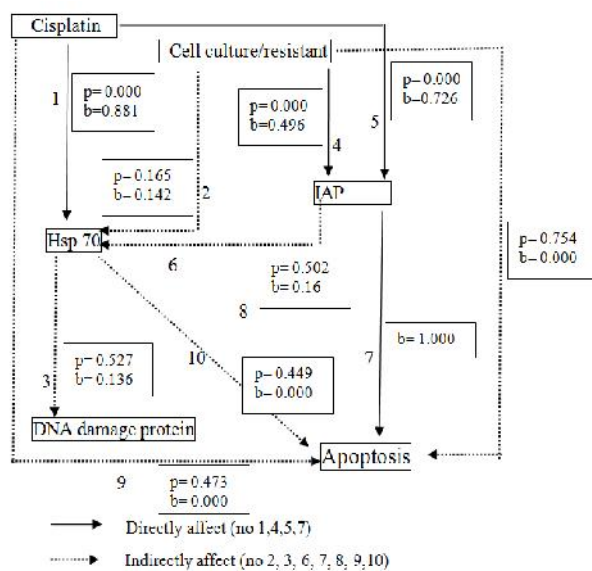 Cisplatin
Cell culture/resistant
1
p= 0.000
b=0.881
p= 0.000
b=0.496
4
5
p= 0.000
b=0.726
p= 0.165
b= 0.142
2
IAP
Hsp 70
6
p= 0.502
b= 0.16
8
p= 0.754
b= 0.000
b= 1.000
7
10
3
p= 0.527
b= 0.136
p= 0.449
b= 0.000
DNA damage protein
Apoptosis
9
p= 0.473
b= 0.000
Directly affect (no 1,4,5,7)
Indirectly affect (no 2, 3, 6, 7, 8, 9,10)